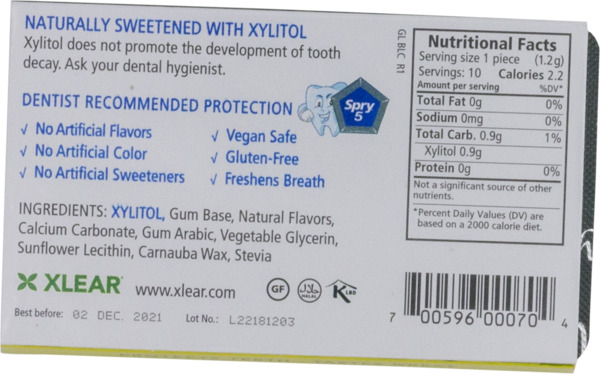 NATURALLY SWEETENED WITH XYLITOL
Xylitol does not promote the development of tooth
decay. Ask your dental hygienist.
DENTIST RECOMMENDED PROTECTION
Spry
5
√ No Artificial Flavors
√ No Artificial Color
√ No Artificial Sweeteners
√ Vegan Safe
√ Gluten-Free
√ Freshens Breath
INGREDIENTS: XYLITOL, Gum Base, Natural Flavors,
Calcium Carbonate, Gum Arabic, Vegetable Glycerin,
Sunflower Lecithin, Carnauba Wax, Stevia
XLEAR www.xlear.com
GF
HALAL
K LBD
Best before: 02 DEC. 2021 Lot No.: L22181203
GL BLC R1
Nutritional Facts
Serving size 1 piece (1.2g)
Servings: 10 Calories 2.2
Amount per serving %DV*
Total Fat 0g 0%
Sodium 0mg 0%
Total Carb. 0.9g 1%
Xylitol 0.9g
Protein 0g 0%
Not a significant source of other
nutrients.
*Percent Daily Values (DV) are
based on a 2000 calorie diet.
7 00596 00070 4